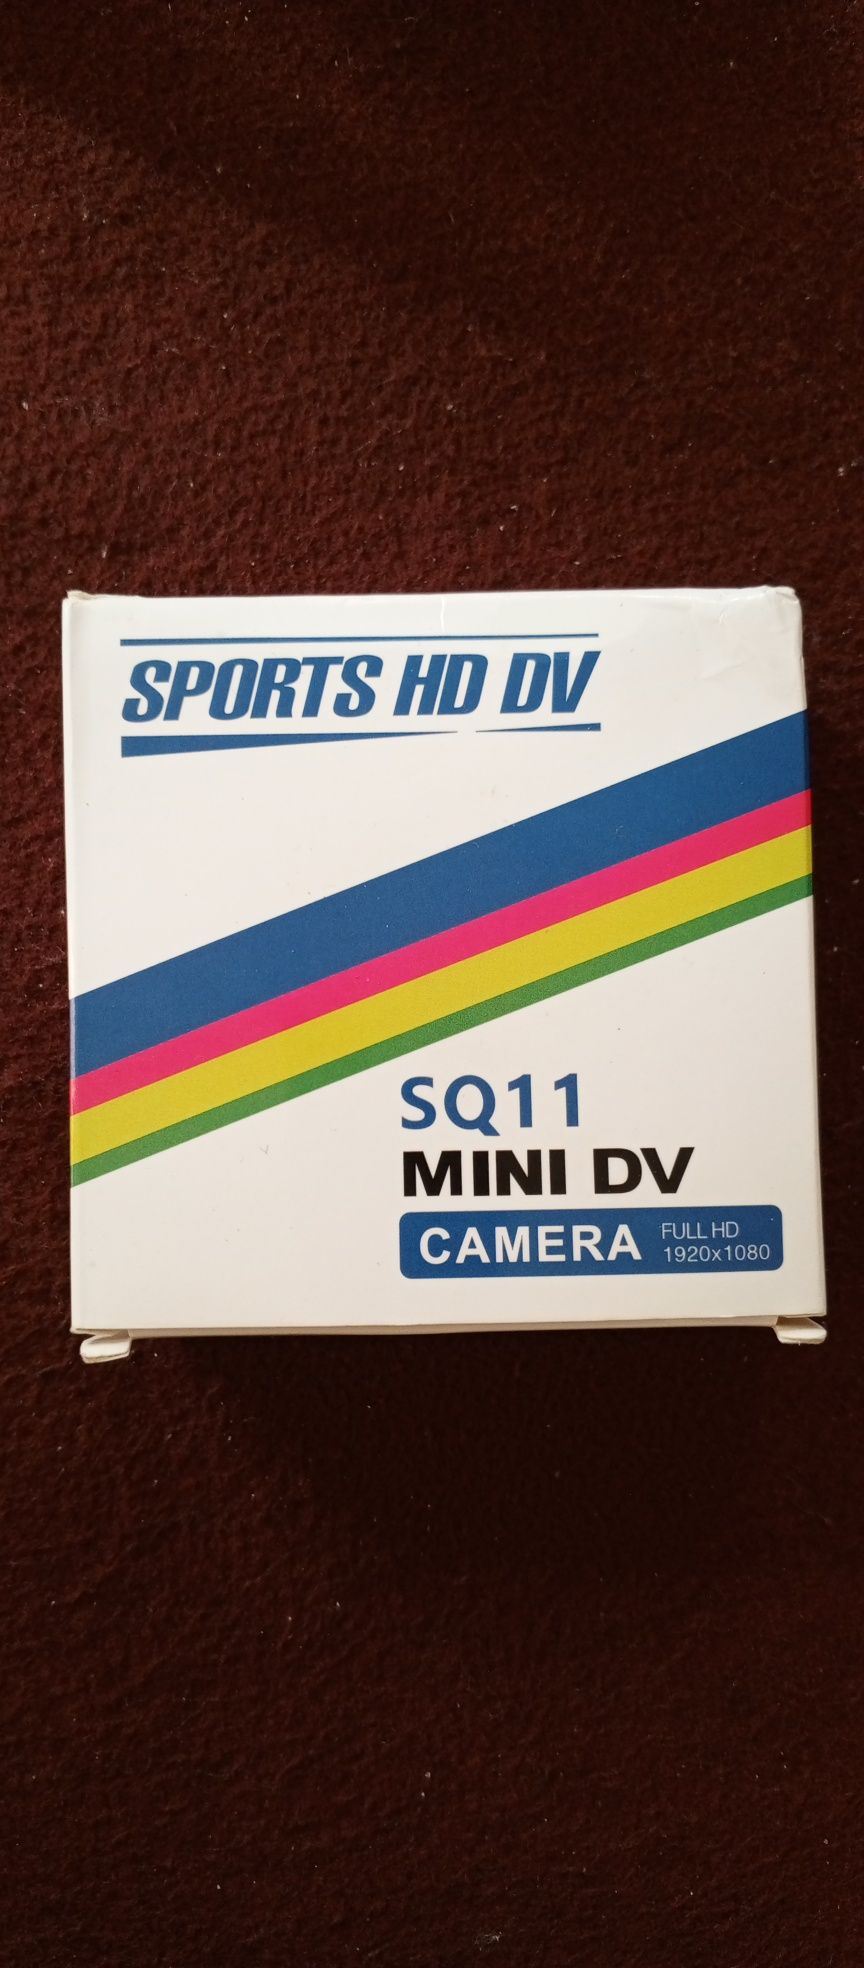 SPORTS HD DV
SQ11
MINI DV
CAMERA
FULL HD
1920x1080